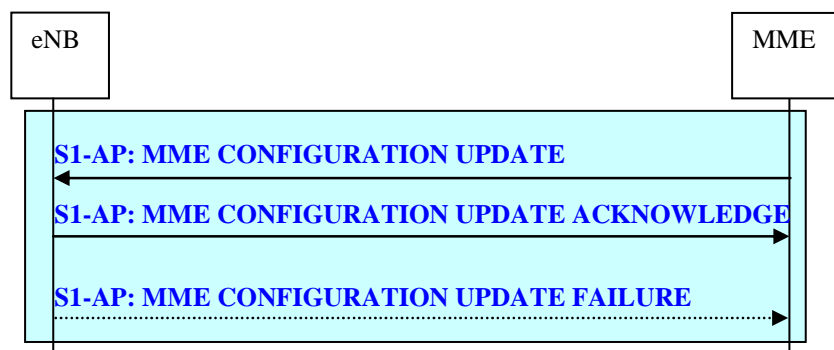 eNB
MME
S1-AP: MME CONFIGURATION UPDATE
S1-AP: MME CONFIGURATION UPDATE ACKNOWLEDGE
S1-AP: MME CONFIGURATION UPDATE FAILURE